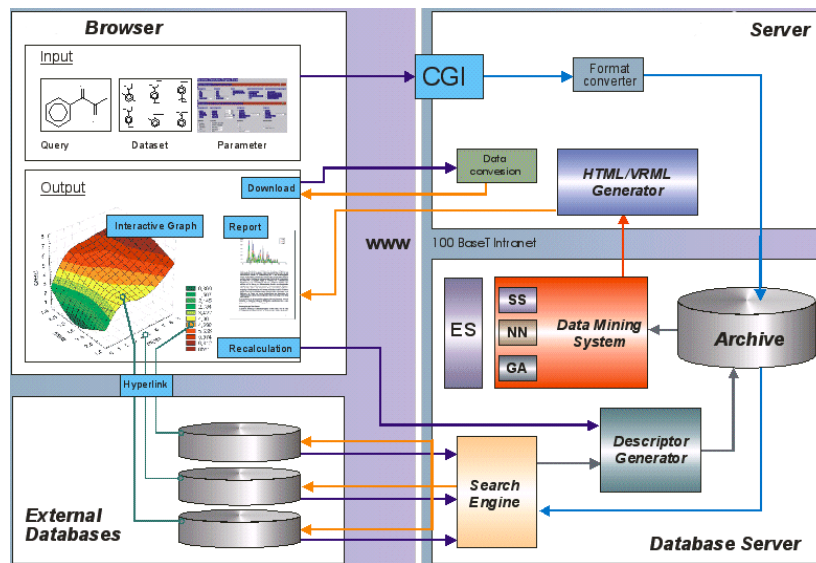 Browser
Server
Input
CGI
Format
converter
Query
Dataset
Parameter
Output
Download
Data
convesion
HTML/VRML
Generator
Interactive Graph
Report
www
100 BaseT Intranet
ES
SS
NN
GA
Data Mining
System
Archive
Recalculation
Hyperlink
Descriptor
Generator
Search
Engine
External
Databases
Database Server